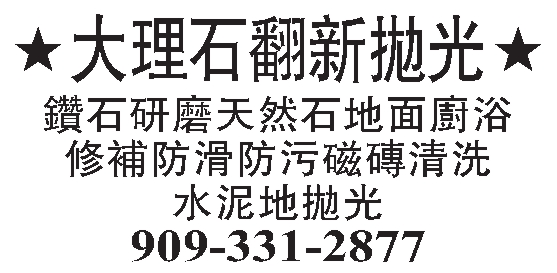 ★大理石翻新拋光★
鑽石研磨天然石地面廚浴
修補防滑防污磁磚清洗
水泥地拋光
909-331-2877